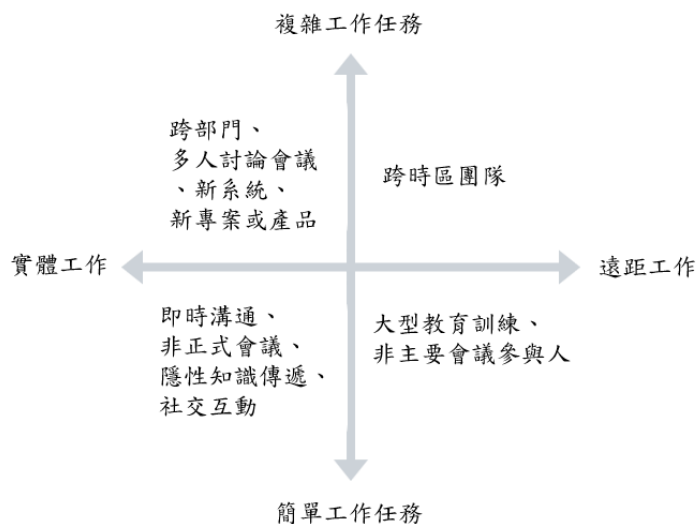 複雜工作任務
跨部門、
多人討論會議
、新系統、
新專案或產品
跨時區團隊
實體工作
遠距工作
即時溝通、
非正式會議、
隱性知識傳遞、
社交互動
大型教育訓練、
非主要會議參與人
簡單工作任務